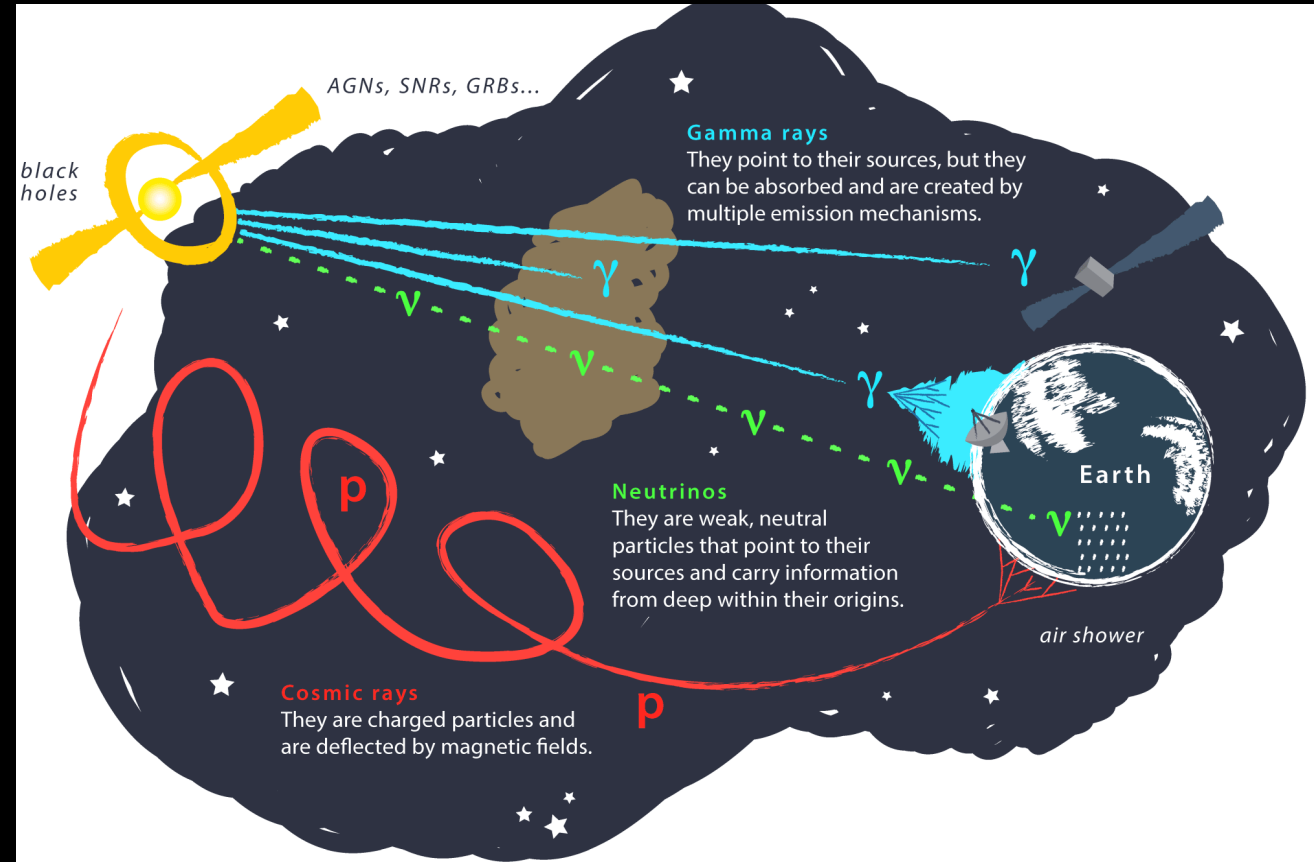 AGNs, SNRs, GRBs...
black
holes
Gamma rays
They point to their sources, but they
can be absorbed and are created by
multiple emission mechanisms.
γ
γ
ν
ν
γ
ν
ν
Earth
p
Neutrinos
They are weak, neutral
particles that point to their
sources and carry information
from deep within their origins.
ν
air shower
Cosmic rays
They are charged particles and
are deflected by magnetic fields.
p